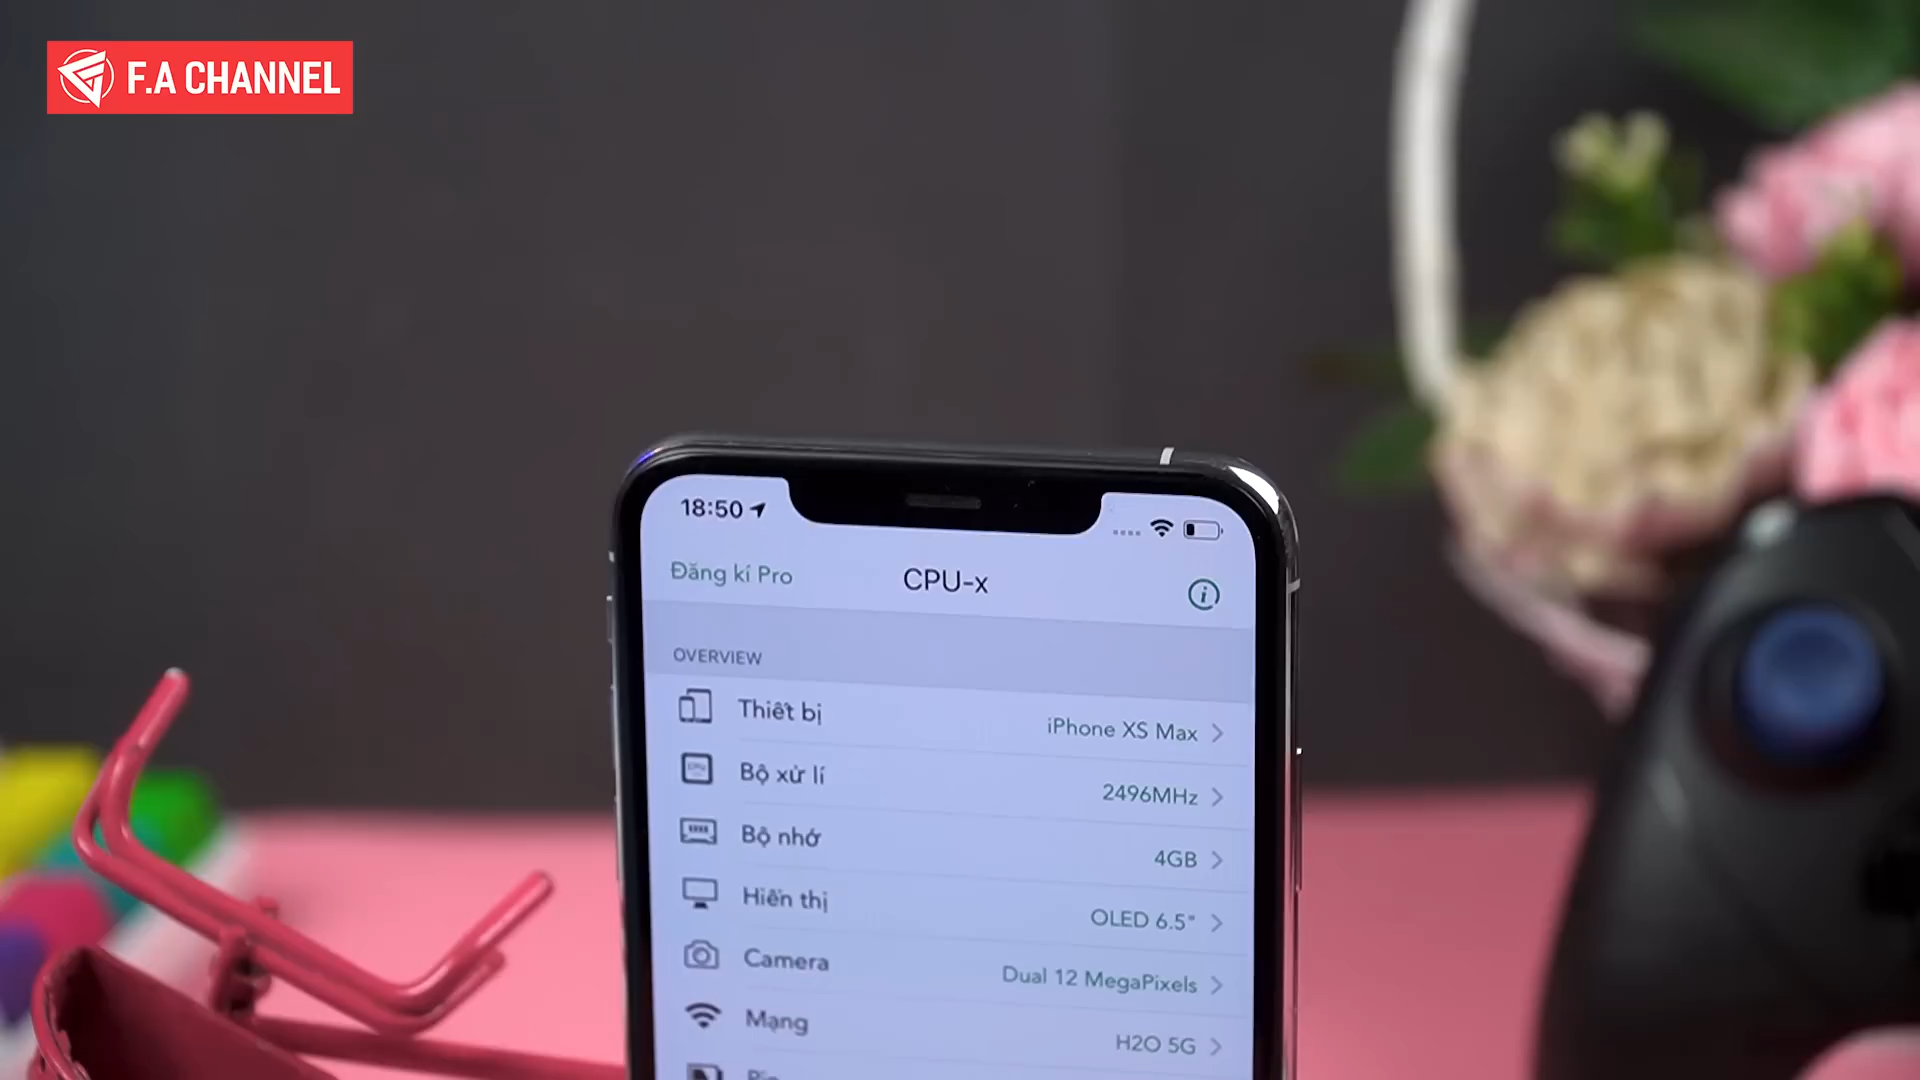 F.A CHANNEL
18:50
Đăng kí Pro
CPU-x
OVERVIEW
Thiết bị
iPhone XS Max
Bộ xử lí
2496MHz
Bộ nhớ
4GB
Hiển thị
OLED 6.5"
Camera
Dual 12 MegaPixels
Mạng
H2O 5G